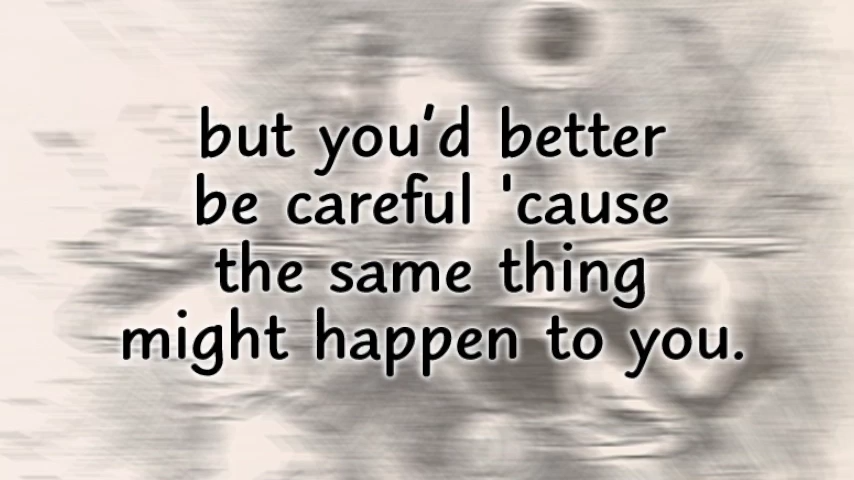 but you'd better
be careful 'cause
the same thing
might happen to you.